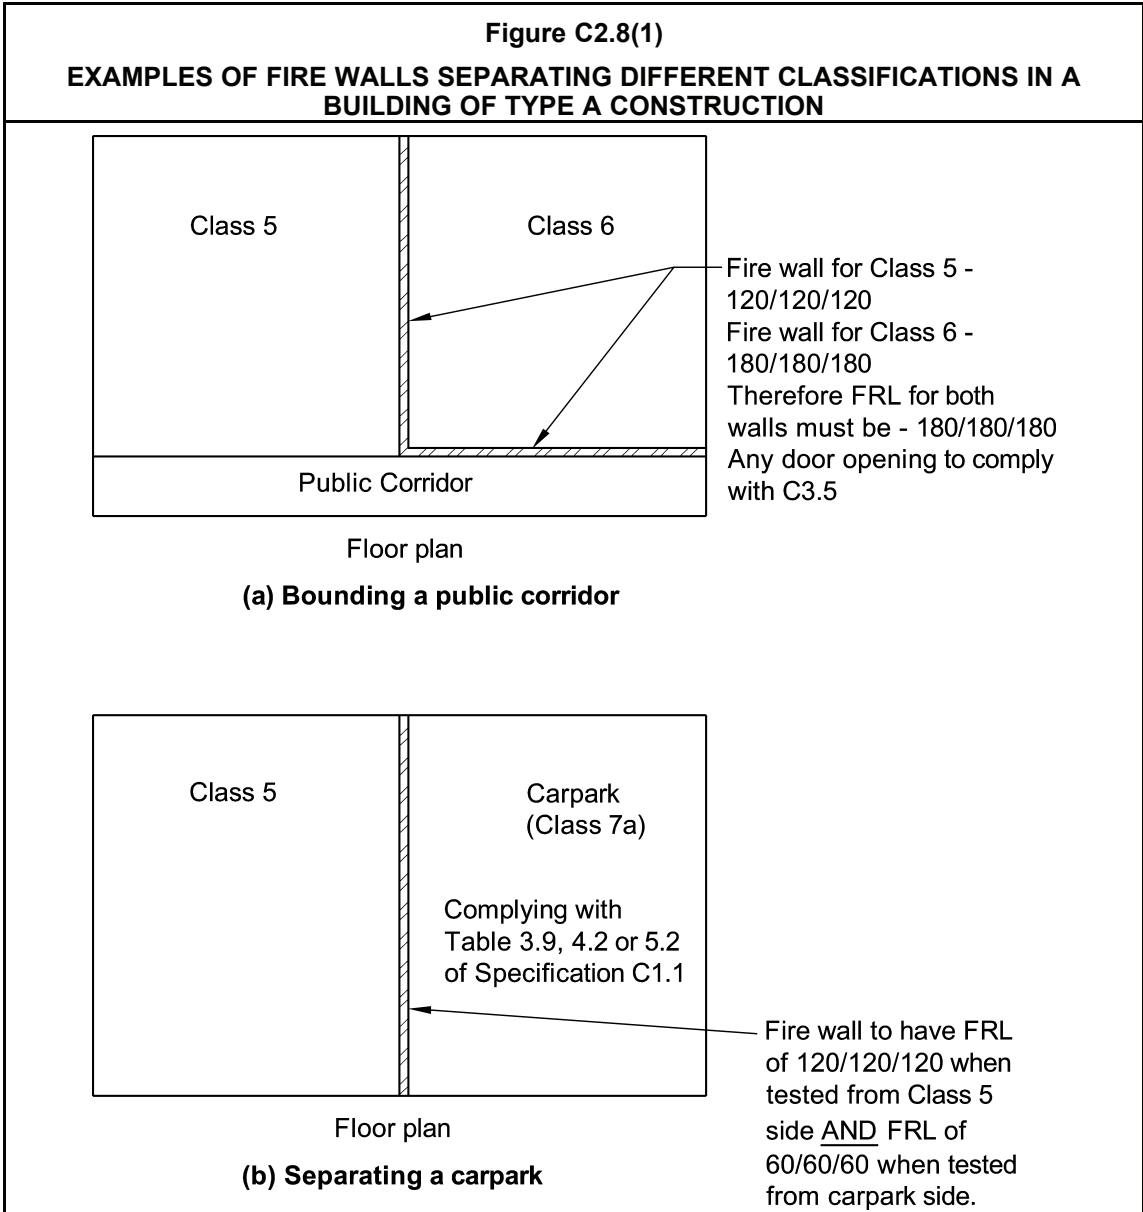 Figure C2.8(1)
EXAMPLES OF FIRE WALLS SEPARATING DIFFERENT CLASSIFICATIONS IN A
BUILDING OF TYPE A CONSTRUCTION
Class 5
Class 6
Fire wall for Class 5 -
120/120/120
Fire wall for Class 6 -
180/180/180
Therefore FRL for both
walls must be - 180/180/180
Any door opening to comply
with C3.5
Public Corridor
Floor plan
(a) Bounding a public corridor
Class 5
Carpark
(Class 7a)
Complying with
Table 3.9, 4.2 or 5.2
of Specification C1.1
Fire wall to have FRL
of 120/120/120 when
tested from Class 5
side AND FRL of
60/60/60 when tested
from carpark side.
Floor plan
(b) Separating a carpark